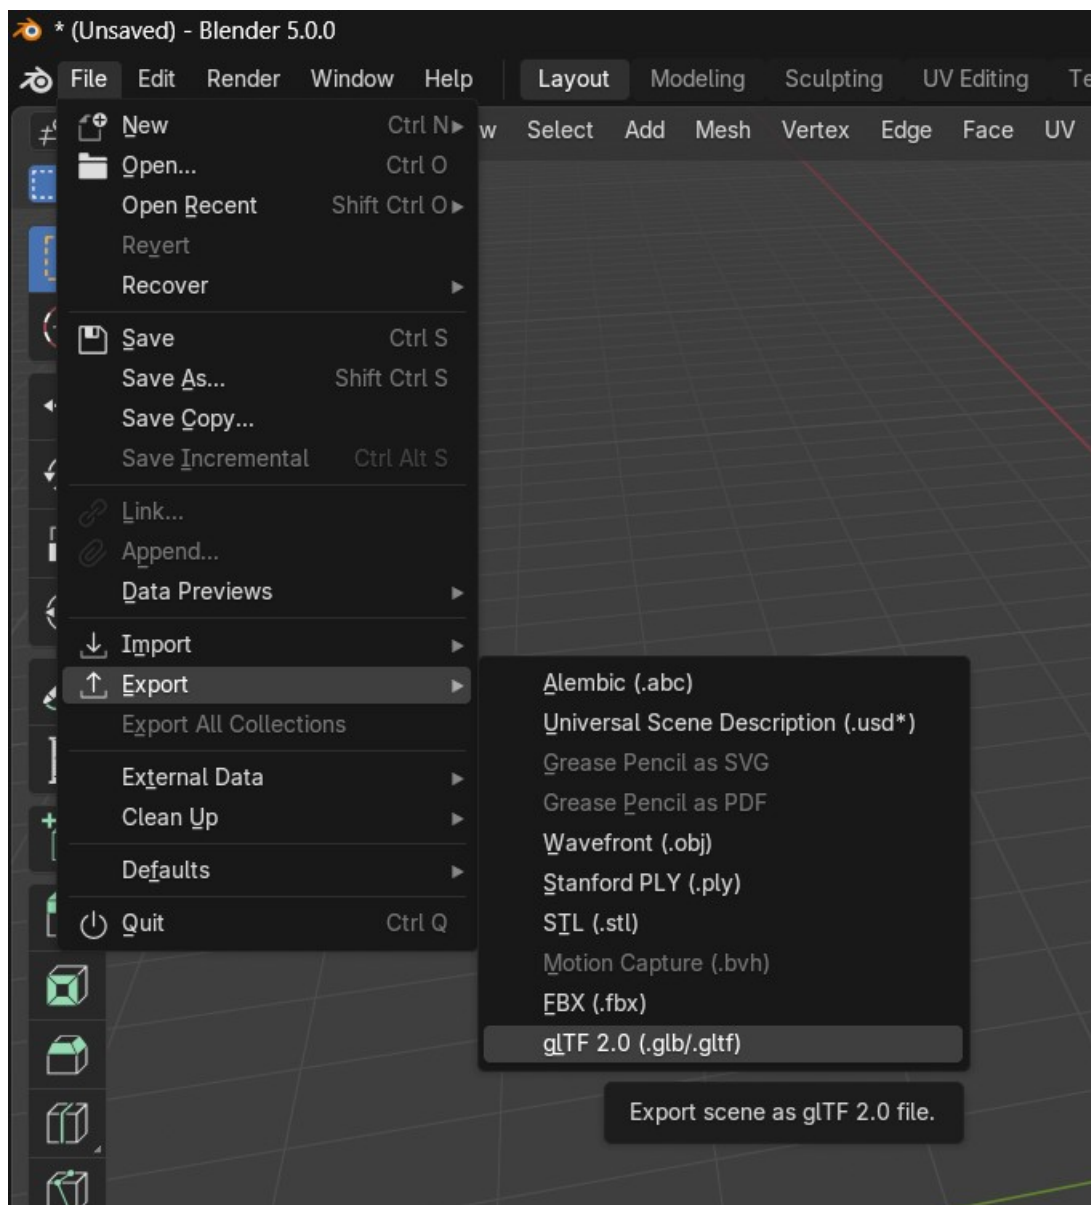 * (Unsaved) - Blender 5.0.0
File Edit Render Window Help Layout Modeling Sculpting UV Editing Te
w Select Add Mesh Vertex Edge Face UV
New Ctrl N
Open... Ctrl O
Open Recent Shift Ctrl O
Revert
Recover
Save Ctrl S
Save As... Shift Ctrl S
Save Copy...
Save Incremental Ctrl Alt S
Link...
Append...
Data Previews
Import
Export
Export All Collections
External Data
Clean Up
Defaults
Quit Ctrl Q
Alembic (.abc)
Universal Scene Description (.usd*)
Grease Pencil as SVG
Grease Pencil as PDF
Wavefront (.obj)
Stanford PLY (.ply)
STL (.stl)
Motion Capture (.bvh)
FBX (.fbx)
glTF 2.0 (.glb/.gltf)
Export scene as glTF 2.0 file.